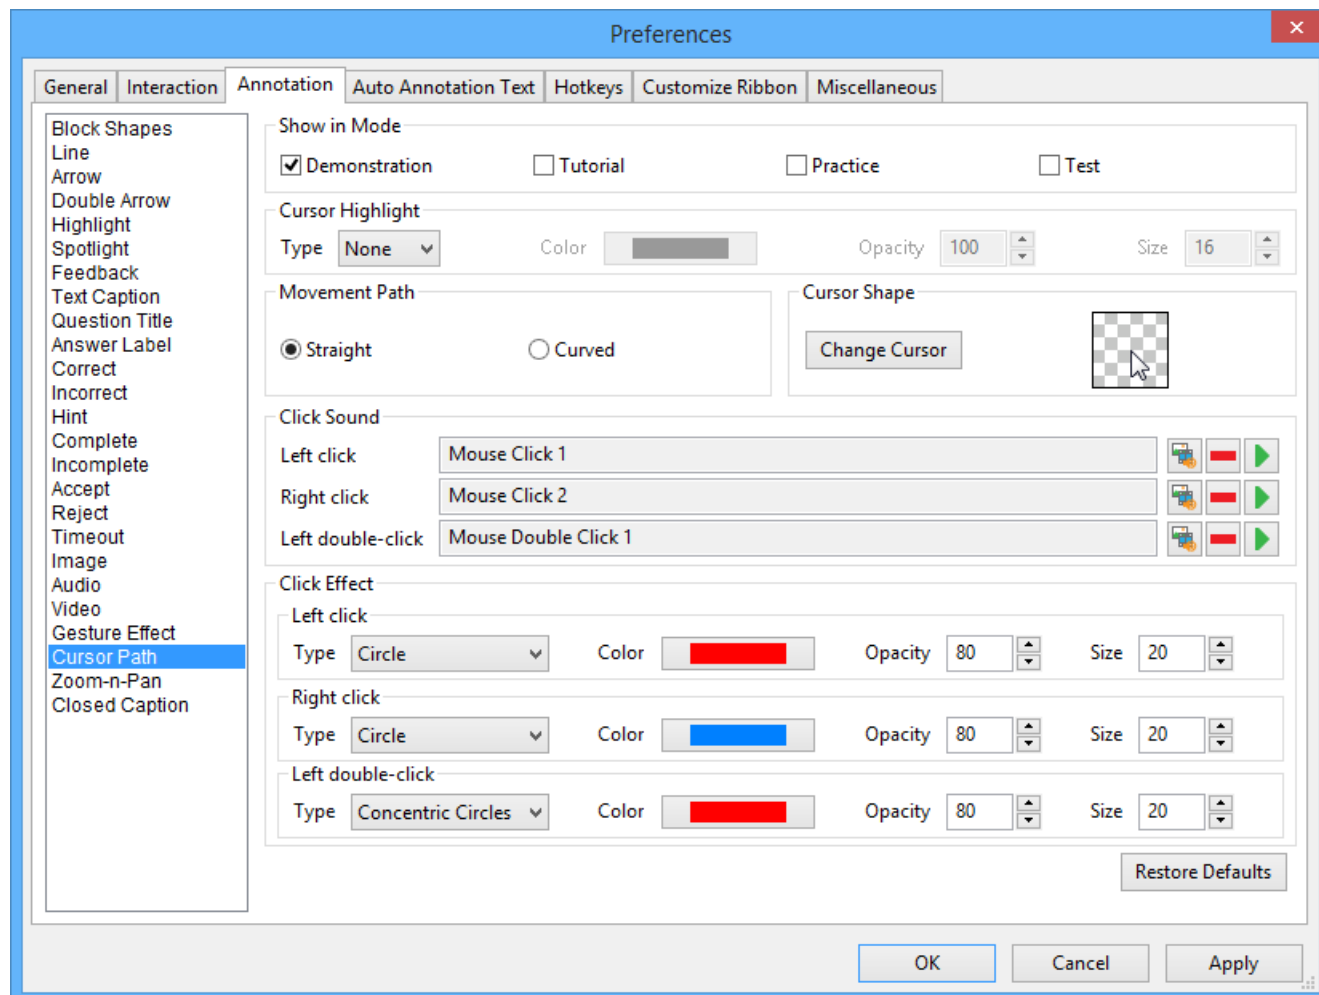 Preferences
General Interaction Annotation Auto Annotation Text Hotkeys Customize Ribbon Miscellaneous
Block Shapes
Line
Arrow
Double Arrow
Highlight
Spotlight
Feedback
Text Caption
Question Title
Answer Label
Correct
Incorrect
Hint
Complete
Incomplete
Accept
Reject
Timeout
Image
Audio
Video
Gesture Effect
Cursor Path
Zoom-n-Pan
Closed Caption
Show in Mode
Demonstration Tutorial Practice Test
Cursor Highlight
Type None Color Opacity 100 Size 16
Movement Path
Straight Curved
Cursor Shape
Change Cursor
Click Sound
Left click Mouse Click 1
Right click Mouse Click 2
Left double-click Mouse Double Click 1
Click Effect
Left click
Type Circle Color Opacity 80 Size 20
Right click
Type Circle Color Opacity 80 Size 20
Left double-click
Type Concentric Circles Color Opacity 80 Size 20
Restore Defaults
OK Cancel Apply